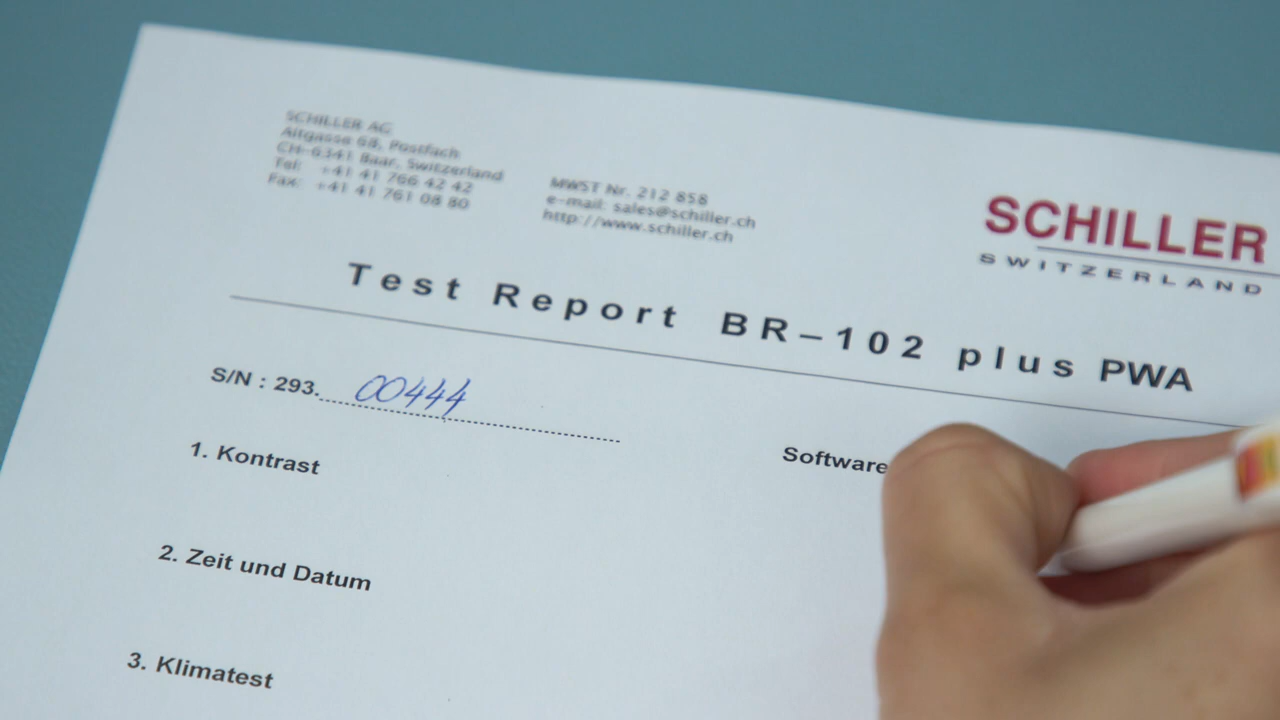 SCHILLER AG
Altgasse 68, Postfach
CH-6341 Baar, Switzerland
Tel: +41 41 766 42 42
Fax: +41 41 761 08 80
MWST Nr. 212 858
e-mail: sales@schiller.ch
http://www.schiller.ch
SCHILLER
SWITZERLAND
Test Report BR–102 plus PWA
S/N : 293. 00444
Software
1. Kontrast
2. Zeit und Datum
3. Klimatest